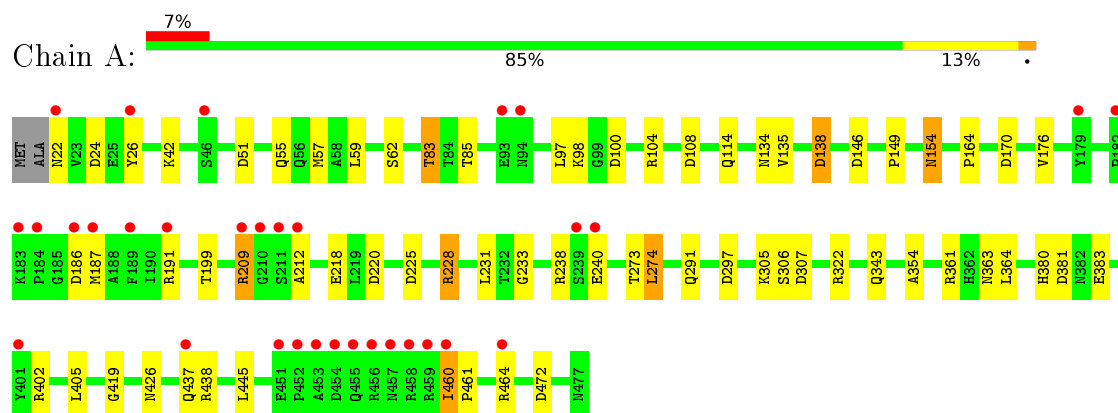 7%
Chain A:
85% 13% •
MET ALA N22 V23 D24 E25 Y26 K42 S46 D51 Q55 Q56 M57 A58 L59 S62 T83 T84 T85 E93 N94 L97 K98 G99 D100 R104 D108 Q114 N134 V135 D138 D146 P149 N154 P164 D170 V176 Y179
K183 P184 G185 D186 M187 A188 F189 I190 R191 T199 R209 G210 S211 A212 E218 L219 D220 D225 R228 L231 T232 G233 R238 S239 E240 T273 L274 Q291 D297 K305 S306 D307 R322 Q343 A354 R361 H362 N363 L364 H380 D381 N382 E383
Y401 R402 L405 G419 N426 Q437 R438 L445 E451 P452 A453 D454 Q455 R456 N457 R458 R459 I460 P461 R464 D472 N477